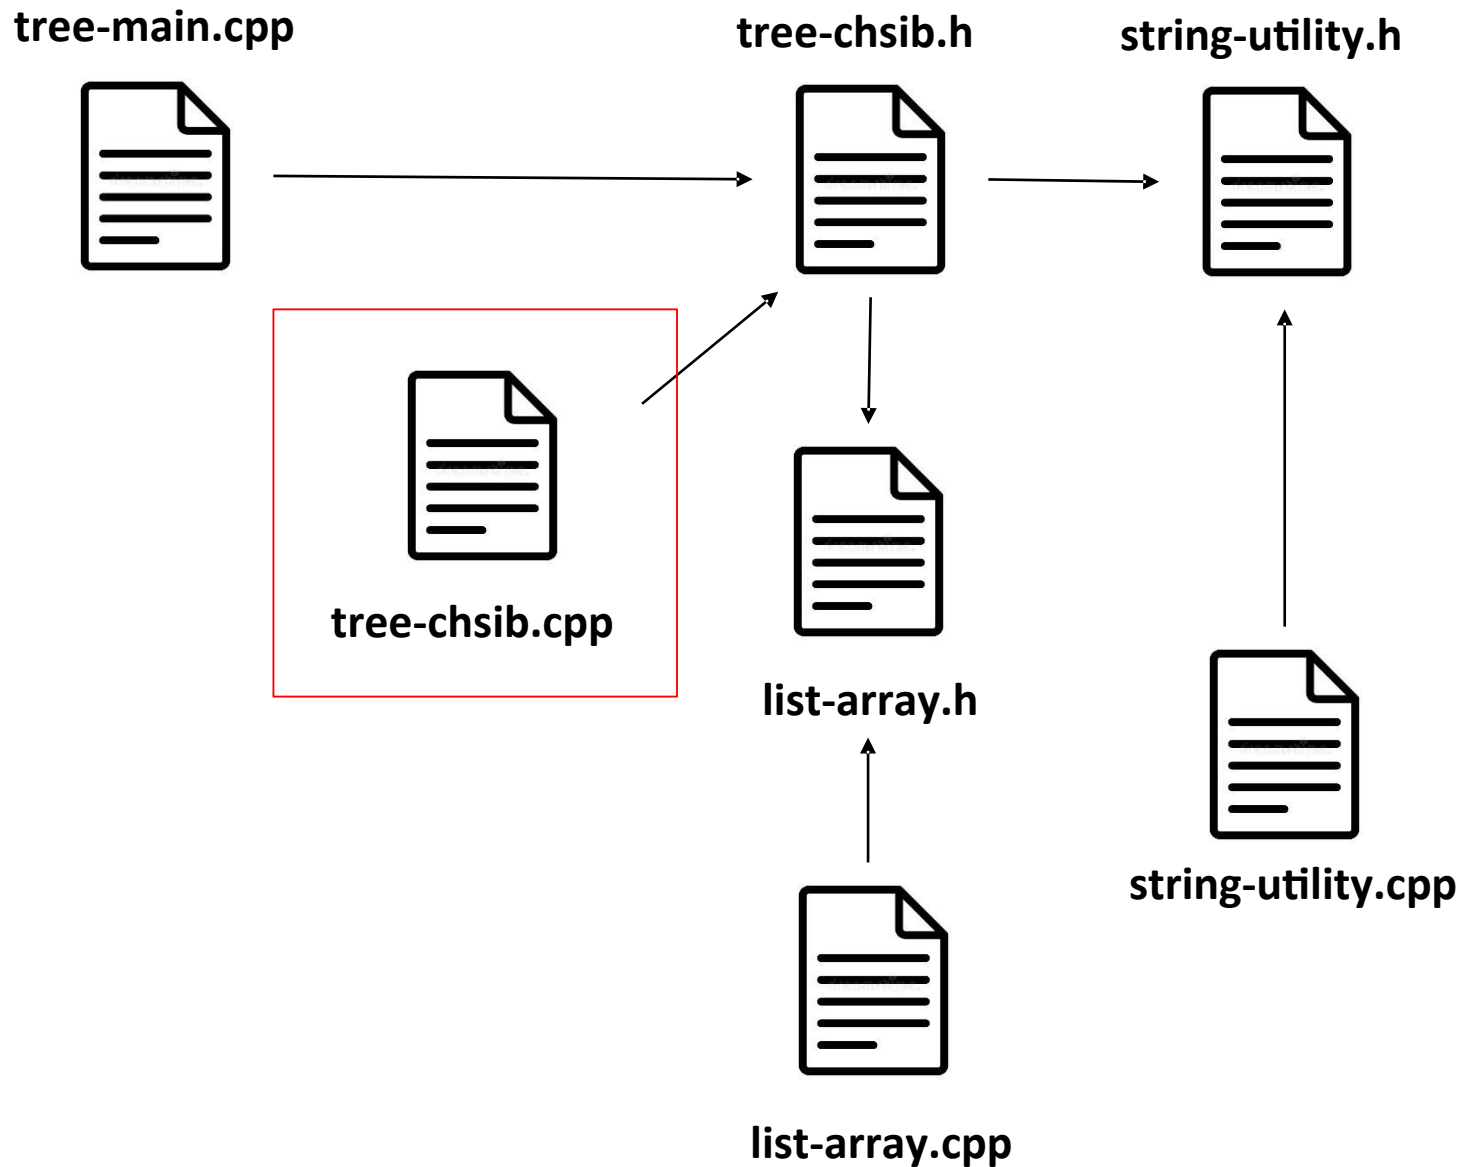 tree-main.cpp
tree-chsib.h
string-utility.h
tree-chsib.cpp
list-array.h
string-utility.cpp
list-array.cpp